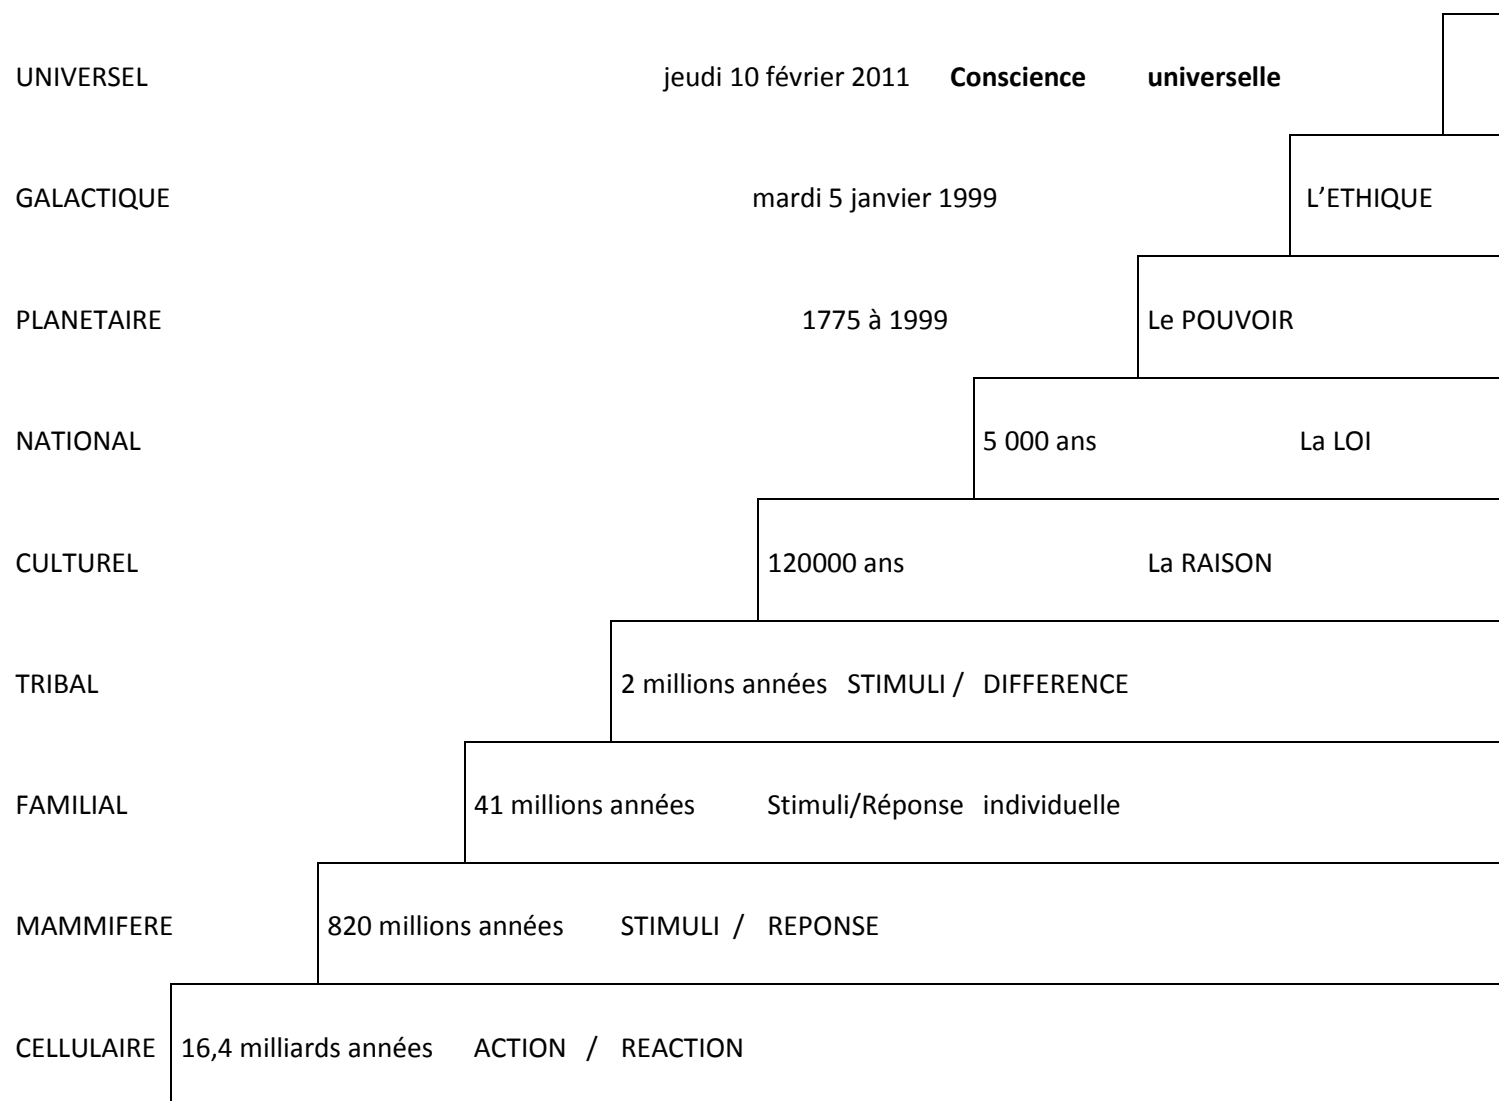 UNIVERSEL jeudi 10 février 2011 Conscience universelle
GALACTIQUE mardi 5 janvier 1999 L’ETHIQUE
PLANETAIRE 1775 à 1999 Le POUVOIR
NATIONAL 5 000 ans La LOI
CULTUREL 120000 ans La RAISON
TRIBAL 2 millions années STIMULI / DIFFERENCE
FAMILIAL 41 millions années Stimuli/Réponse individuelle
MAMMIFERE 820 millions années STIMULI / REPONSE
CELLULAIRE 16,4 milliards années ACTION / REACTION